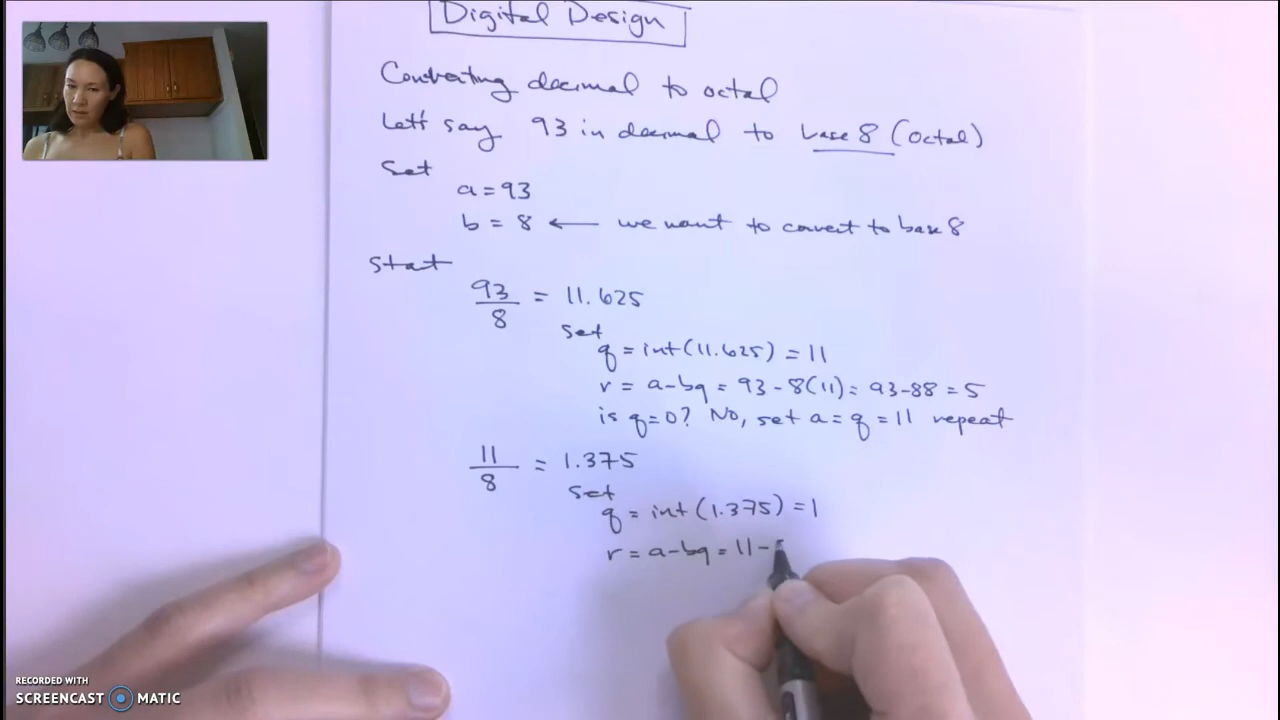 Digital Design
Converting decimal to octal
Let's say 93 in decimal to base 8 (octal)
Set
a = 93
b = 8 ← we want to convert to base 8
Start
93/8 = 11.625
set
q = int(11.625) = 11
r = a-bq = 93 - 8(11) = 93-88 = 5
is q=0? No, set a = q = 11 repeat
11/8 = 1.375
set
q = int(1.375) = 1
r = a-bq = 11 -
RECORDED WITH
SCREENCAST MATIC